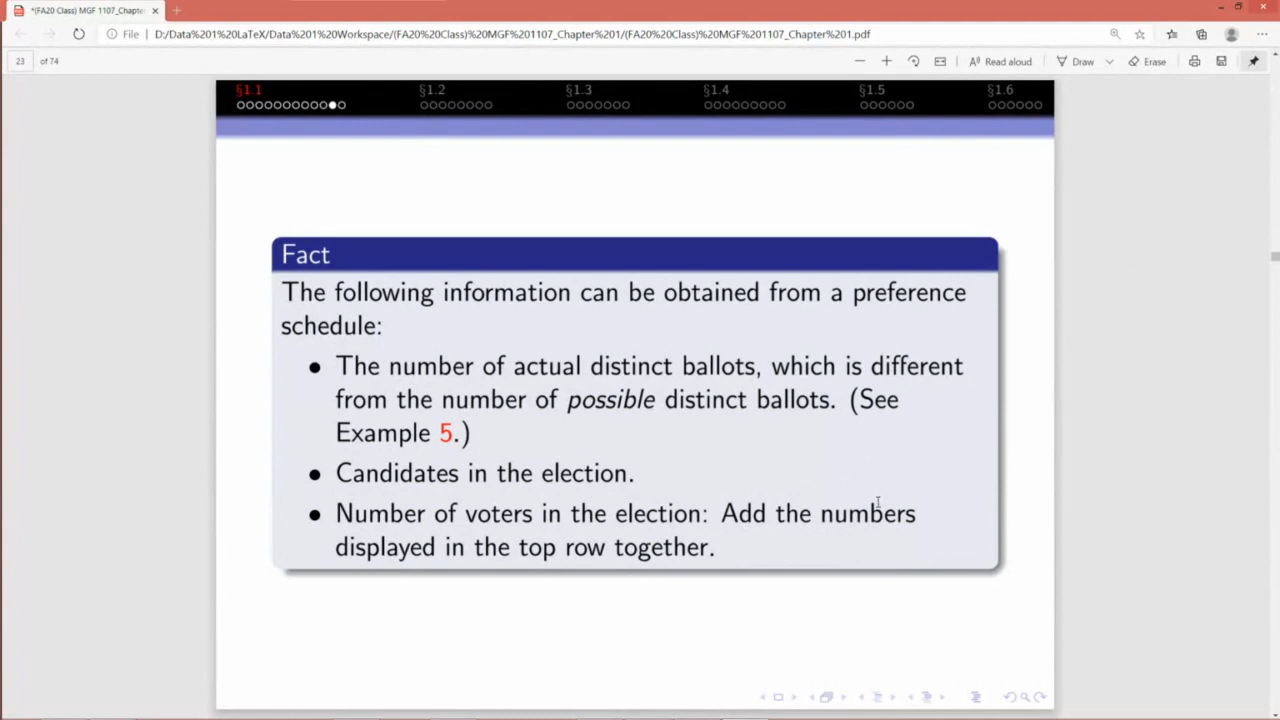 *(FA20 Class) MGF 1107_Chapte
File
D:/Data%201%20LaTeX/Data%201%20Workspace/(FA20%20Class)%20MGF%201107_Chapter%201/(FA20%20Class)%20MGF%201107_Chapter%201.pdf
23 of 74
Read aloud
Draw
Erase
§1.1 §1.2 §1.3 §1.4 §1.5 §1.6
Fact
The following information can be obtained from a preference
schedule:
• The number of actual distinct ballots, which is different
from the number of possible distinct ballots. (See
Example 5.)
• Candidates in the election.
• Number of voters in the election: Add the numbers
displayed in the top row together.